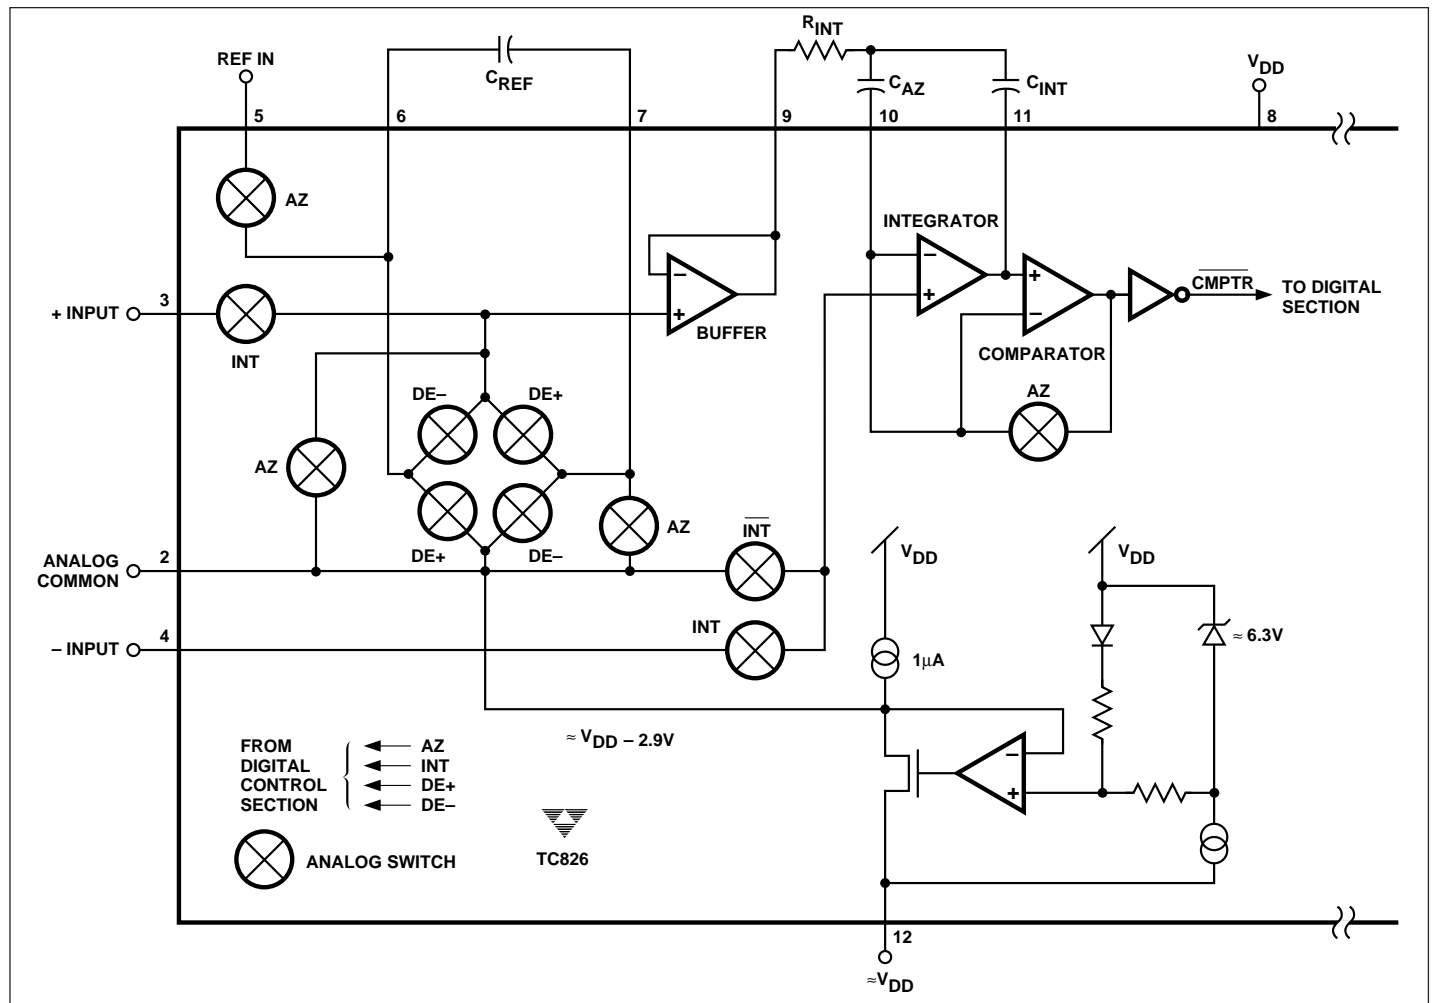 REF IN
C_REF
R_INT
C_AZ
C_INT
V_DD
5
6
7
9
10
11
8
AZ
INTEGRATOR
+ INPUT
3
INT
BUFFER
−
+
−
+
+
−
CMPTR
TO DIGITAL
SECTION
COMPARATOR
DE–
DE+
AZ
AZ
DE+
DE–
AZ
INT
ANALOG
COMMON
2
– INPUT
4
INT
V_DD
V_DD
1μA
≈ 6.3V
≈ V_DD – 2.9V
−
+
FROM
DIGITAL
CONTROL
SECTION
AZ
INT
DE+
DE–
ANALOG SWITCH
TC826
12
≈V_DD